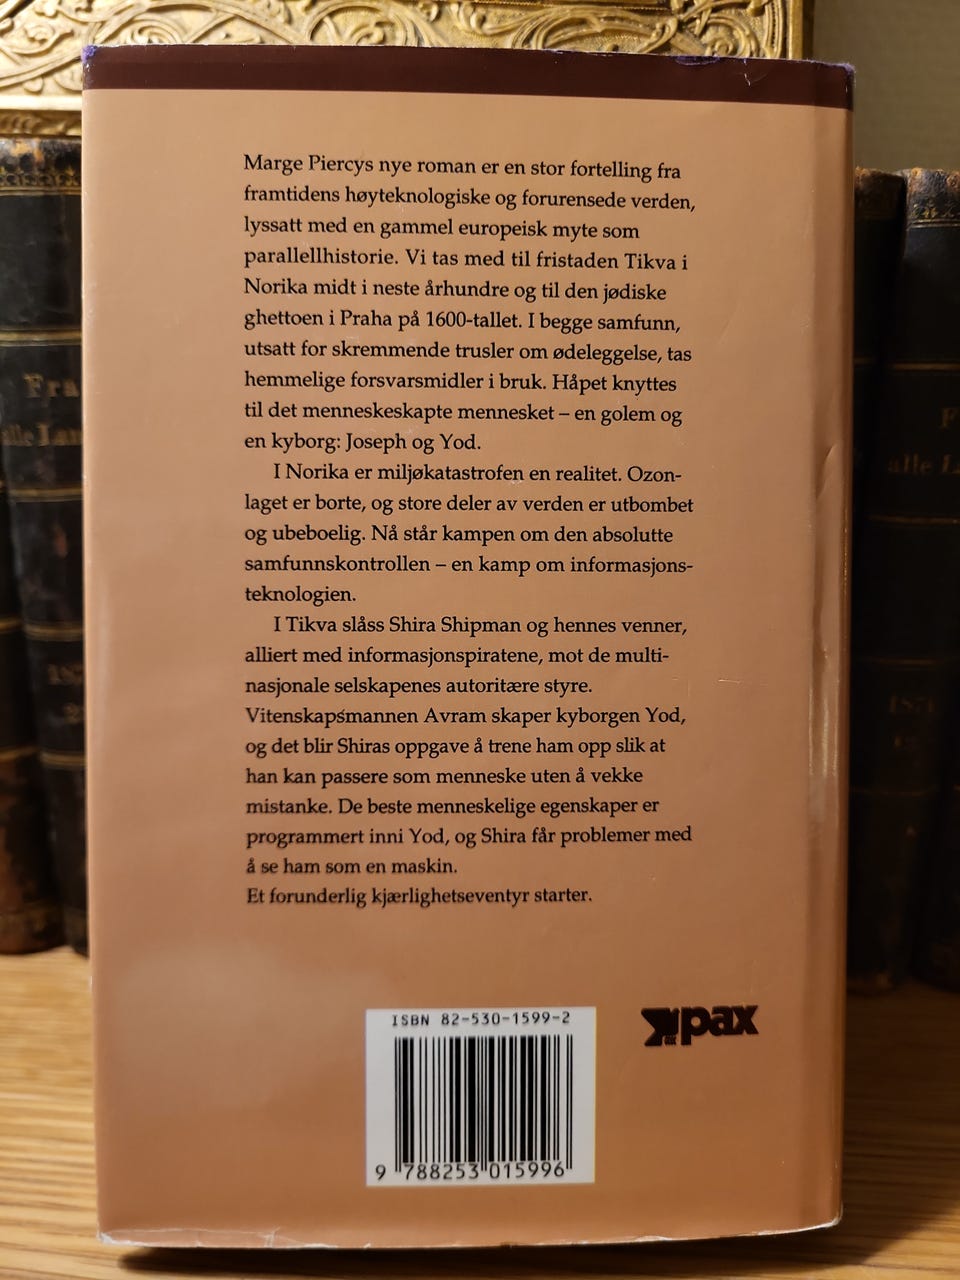 Marge Piercys nye roman er en stor fortelling fra
framtidens høyteknologiske og forurensede verden,
lyssatt med en gammel europeisk myte som
parallellhistorie. Vi tas med til fristaden Tikva i
Norika midt i neste århundre og til den jødiske
ghettoen i Praha på 1600-tallet. I begge samfunn,
utsatt for skremmende trusler om ødeleggelse, tas
hemmelige forsvarsmidler i bruk. Håpet knyttes
til det menneskeskapte mennesket – en golem og
en kyborg: Joseph og Yod.
I Norika er miljøkatastrofen en realitet. Ozon-
laget er borte, og store deler av verden er utbombet
og ubeboelig. Nå står kampen om den absolutte
samfunnskontrollen – en kamp om informasjons-
teknologien.
I Tikva slåss Shira Shipman og hennes venner,
alliert med informasjonspiratene, mot de multi-
nasjonale selskapenes autoritære styre.
Vitenskapsmannen Avram skaper kyborgen Yod,
og det blir Shiras oppgave å trene ham opp slik at
han kan passere som menneske uten å vekke
mistanke. De beste menneskelige egenskaper er
programmert inni Yod, og Shira får problemer med
å se ham som en maskin.
Et forunderlig kjærlighetseventyr starter.
ISBN 82-530-1599-2
9 788253 015996
pax
alle
1871